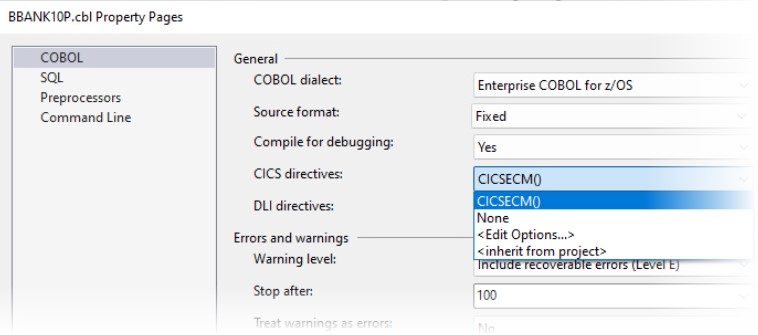 BBANK10P.cbl Property Pages
COBOL
SQL
Preprocessors
Command Line
General
COBOL dialect: Enterprise COBOL for z/OS
Source format: Fixed
Compile for debugging: Yes
CICS directives: CICSECM()
CICSECM()
None
<Edit Options...>
<inherit from project>
DLI directives:
Errors and warnings
Warning level: Include recoverable errors (Level E)
Stop after: 100
Treat warnings as errors: No